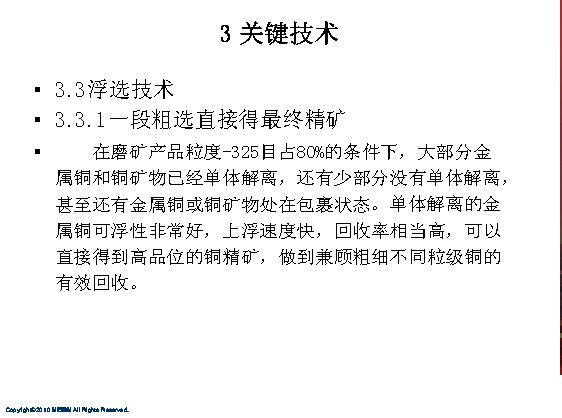 3 关键技术
▪ 3.3浮选技术
▪ 3.3.1一段粗选直接得最终精矿
▪ 在磨矿产品粒度-325目占80%的条件下，大部分金
属铜和铜矿物已经单体解离，还有少部分没有单体解离，
甚至还有金属铜或铜矿物处在包裹状态。单体解离的金
属铜可浮性非常好，上浮速度快，回收率相当高，可以
直接得到高品位的铜精矿，做到兼顾粗细不同粒级铜的
有效回收。
Copyright©2010 All Rights Reserved.